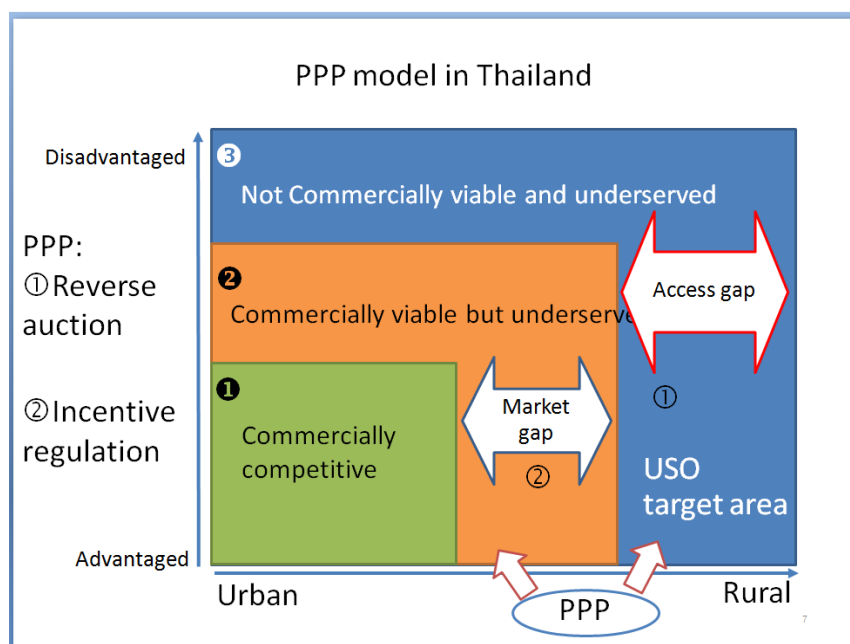 PPP model in Thailand
Disadvantaged
❸
Not Commercially viable and underserved
PPP:
①Reverse
auction
②Incentive
regulation
❷
Commercially viable but underserve
Access gap
①
❶
Commercially
competitive
Market
gap
②
USO
target area
Advantaged
Urban
PPP
Rural
7